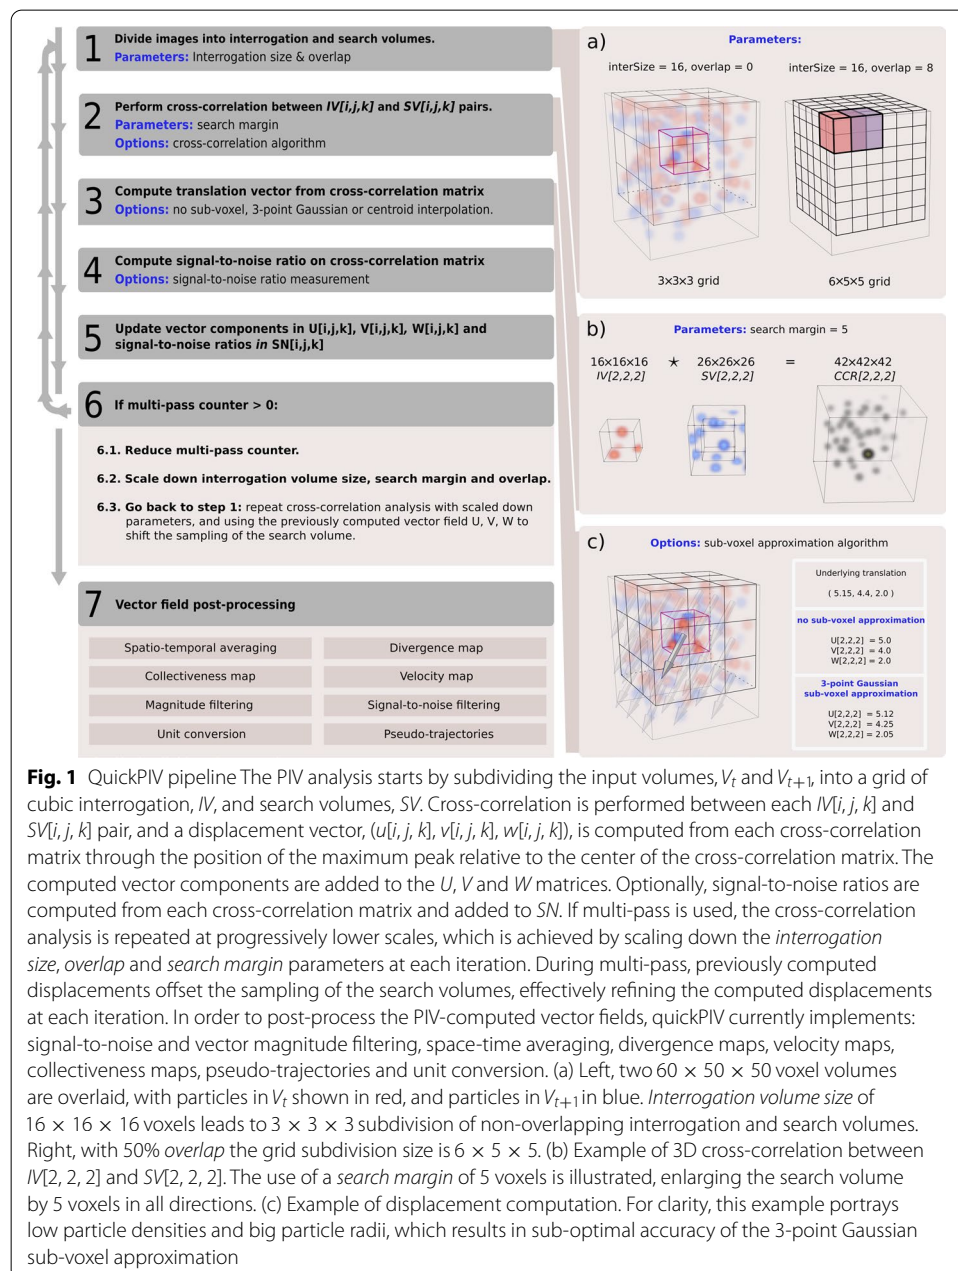 1 Divide images into interrogation and search volumes.
Parameters: Interrogation size & overlap
2 Perform cross-correlation between IV[i,j,k] and SV[i,j,k] pairs.
Parameters: search margin
Options: cross-correlation algorithm
3 Compute translation vector from cross-correlation matrix
Options: no sub-voxel, 3-point Gaussian or centroid interpolation.
4 Compute signal-to-noise ratio on cross-correlation matrix
Options: signal-to-noise ratio measurement
5 Update vector components in U[i,j,k], V[i,j,k], W[i,j,k] and
signal-to-noise ratios in SN[i,j,k]
6 If multi-pass counter > 0:
6.1. Reduce multi-pass counter.
6.2. Scale down interrogation volume size, search margin and overlap.
6.3. Go back to step 1: repeat cross-correlation analysis with scaled down
parameters, and using the previously computed vector field U, V, W to
shift the sampling of the search volume.
7 Vector field post-processing
Spatio-temporal averaging
Divergence map
Collectiveness map
Velocity map
Magnitude filtering
Signal-to-noise filtering
Unit conversion
Pseudo-trajectories
a) Parameters:
interSize = 16, overlap = 0
interSize = 16, overlap = 8
3×3×3 grid
6×5×5 grid
b) Parameters: search margin = 5
16×16×16 ★ 26×26×26 = 42×42×42
IV[2,2,2] SV[2,2,2] CCR[2,2,2]
c) Options: sub-voxel approximation algorithm
Underlying translation
( 5.15, 4.4, 2.0 )
no sub-voxel approximation
U[2,2,2] = 5.0
V[2,2,2] = 4.0
W[2,2,2] = 2.0
3-point Gaussian
sub-voxel approximation
U[2,2,2] = 5.12
V[2,2,2] = 4.25
W[2,2,2] = 2.05
Fig. 1 QuickPIV pipeline The PIV analysis starts by subdividing the input volumes, Vt and Vt+1, into a grid of
cubic interrogation, IV, and search volumes, SV. Cross-correlation is performed between each IV[i, j, k] and
SV[i, j, k] pair, and a displacement vector, (u[i, j, k], v[i, j, k], w[i, j, k]), is computed from each cross-correlation
matrix through the position of the maximum peak relative to the center of the cross-correlation matrix. The
computed vector components are added to the U, V and W matrices. Optionally, signal-to-noise ratios are
computed from each cross-correlation matrix and added to SN. If multi-pass is used, the cross-correlation
analysis is repeated at progressively lower scales, which is achieved by scaling down the interrogation
size, overlap and search margin parameters at each iteration. During multi-pass, previously computed
displacements offset the sampling of the search volumes, effectively refining the computed displacements
at each iteration. In order to post-process the PIV-computed vector fields, quickPIV currently implements:
signal-to-noise and vector magnitude filtering, space-time averaging, divergence maps, velocity maps,
collectiveness maps, pseudo-trajectories and unit conversion. (a) Left, two 60 × 50 × 50 voxel volumes
are overlaid, with particles in Vt shown in red, and particles in Vt+1 in blue. Interrogation volume size of
16 × 16 × 16 voxels leads to 3 × 3 × 3 subdivision of non-overlapping interrogation and search volumes.
Right, with 50% overlap the grid subdivision size is 6 × 5 × 5. (b) Example of 3D cross-correlation between
IV[2, 2, 2] and SV[2, 2, 2]. The use of a search margin of 5 voxels is illustrated, enlarging the search volume
by 5 voxels in all directions. (c) Example of displacement computation. For clarity, this example portrays
low particle densities and big particle radii, which results in sub-optimal accuracy of the 3-point Gaussian
sub-voxel approximation